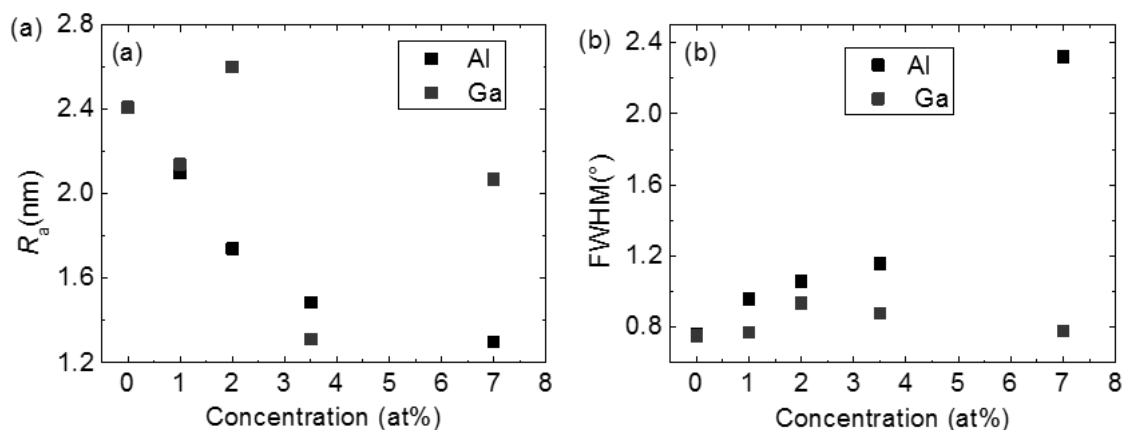 (a)
(a)
2.8
2.4
2.0
1.6
1.2
Al
Ga
Ra(nm)
0 1 2 3 4 5 6 7 8
Concentration (at%)
(b)
(b)
2.4
2.0
1.6
1.2
0.8
Al
Ga
FWHM(°)
0 1 2 3 4 5 6 7 8
Concentration (at%)